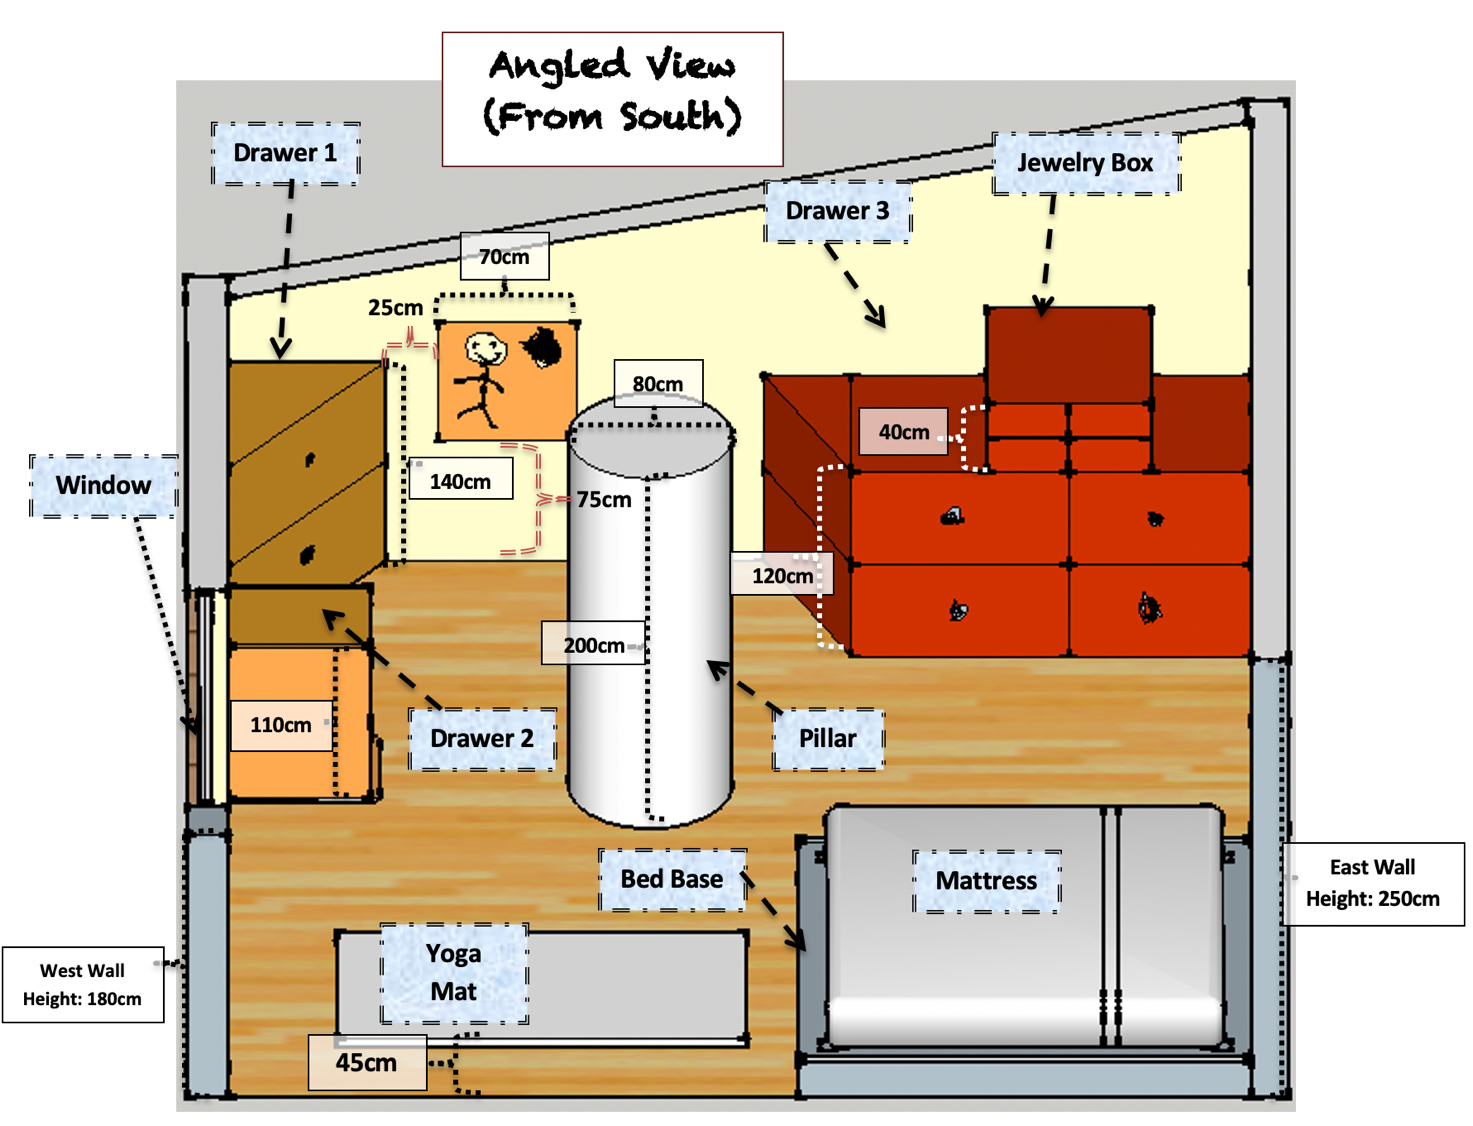 Angled View
(From South)
Drawer 1
Jewelry Box
Drawer 3
70cm
25cm
80cm
40cm
140cm
Window
75cm
120cm
200cm
110cm
Drawer 2
Pillar
Bed Base
Mattress
East Wall
Height: 250cm
Yoga
Mat
West Wall
Height: 180cm
45cm